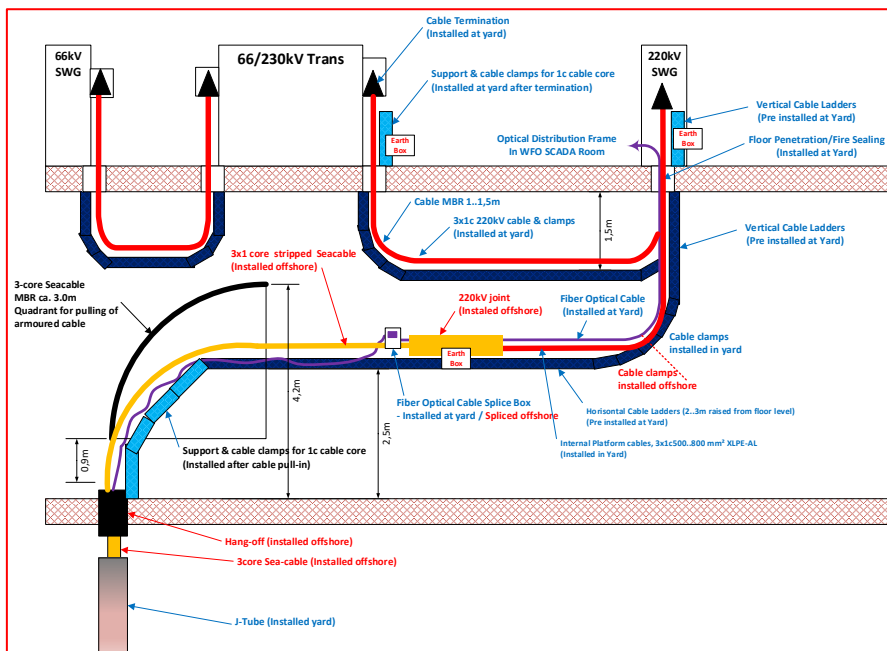 66kV
SWG
66/230kV Trans
Cable Termination
(Installed at yard)
220kV
SWG
Support & cable clamps for 1c cable core
(Installed at yard after termination)
Vertical Cable Ladders
(Pre installed at Yard)
Earth
Box
Earth
Box
Optical Distribution Frame
In WFO SCADA Room
Floor Penetration/Fire Sealing
(Installed at Yard)
Cable MBR 1..1,5m
3x1c 220kV cable & clamps
(Installed at yard)
1,5m
Vertical Cable Ladders
(Pre installed at Yard)
3x1 core stripped Seacable
(Installed offshore)
3-core Seacable
MBR ca. 3.0m
Quadrant for pulling of
armoured cable
220kV joint
(Instaled offshore)
Fiber Optical Cable
(Installed at Yard)
Cable clamps
installed in yard
Earth
Box
Cable clamps
installed offshore
4,2m
Fiber Optical Cable Splice Box
- Installed at yard / Spliced offshore
Horisontal Cable Ladders (2..3m raised from floor level)
(Pre installed at Yard)
2,5m
Support & cable clamps for 1c cable core
(Installed after cable pull-in)
Internal Platform cables, 3x1c500..800 mm² XLPE-AL
(Installed in Yard)
0,9m
Hang-off (installed offshore)
3core Sea-cable (Installed offshore)
J-Tube (Installed yard)